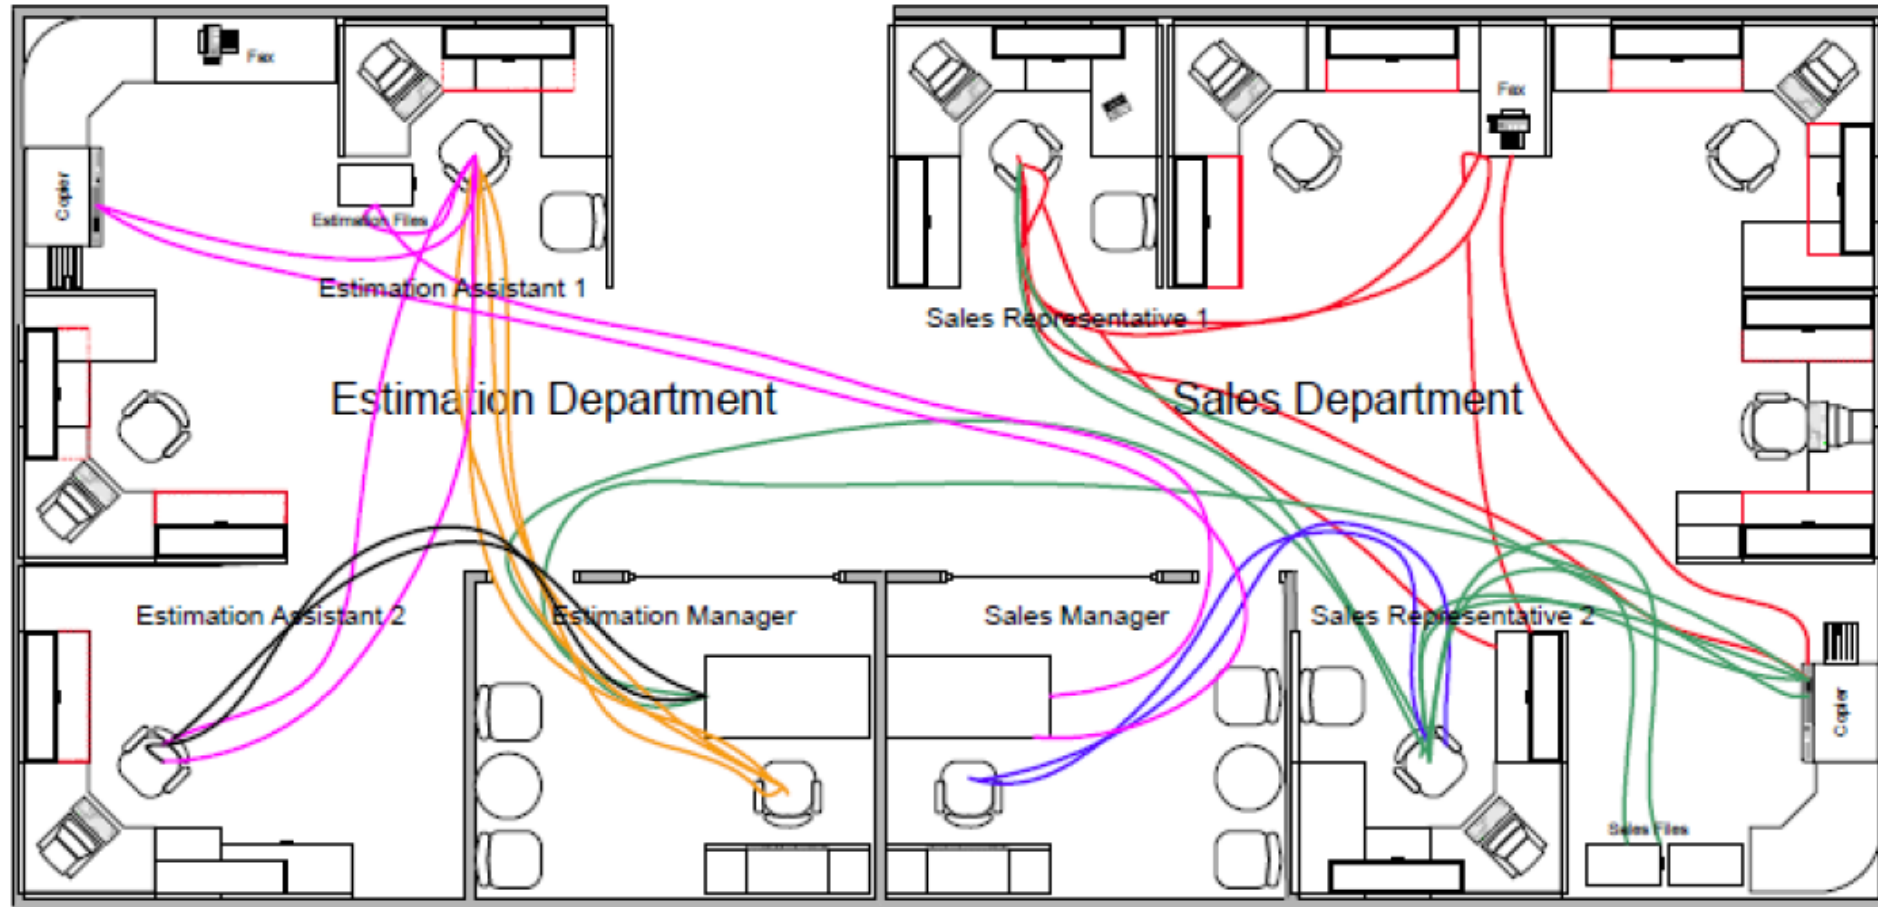 Fax
Fax
Copier
Estimation Files
Estimation Assistant 1
Sales Representative 1
Estimation Department
Sales Department
Estimation Assistant 2
Estimation Manager
Sales Manager
Sales Representative 2
Copier
Sales Files